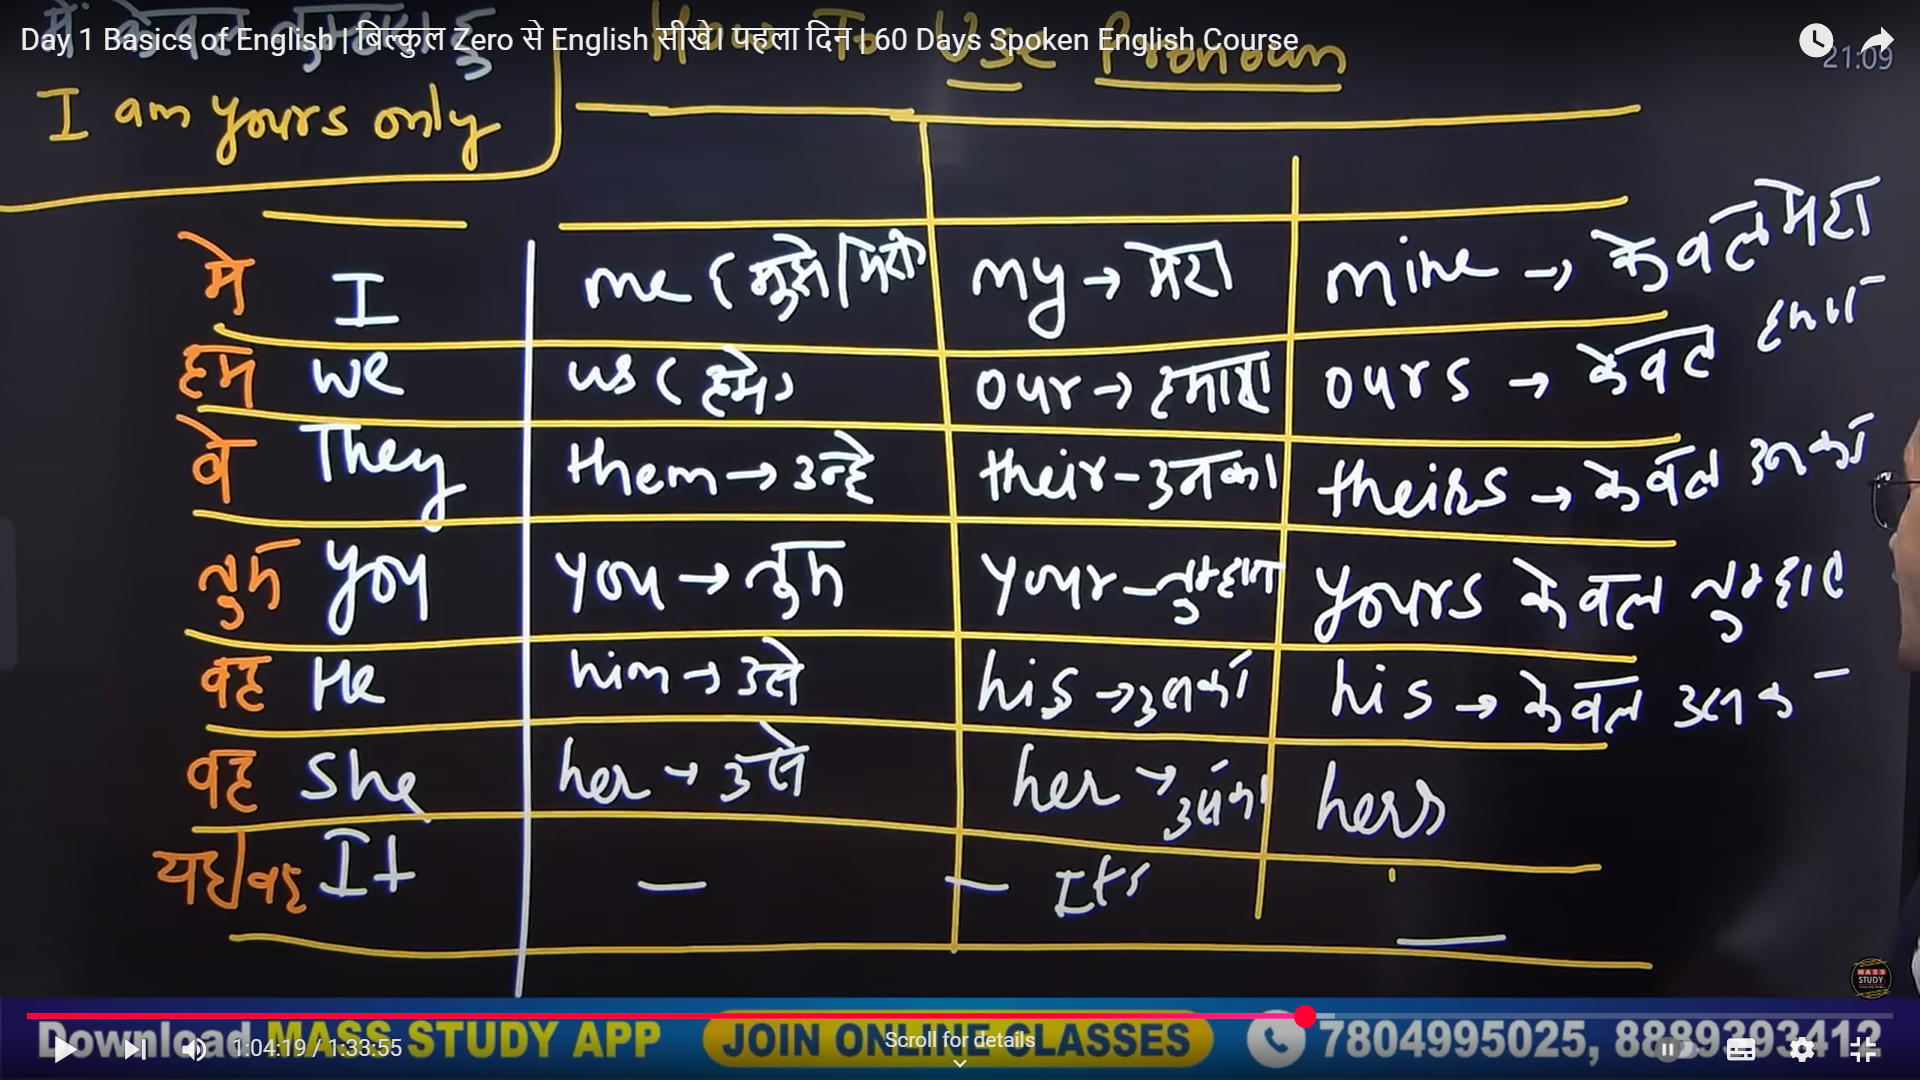 Day 1 Basics of English | बिल्कुल Zero से English सीखे। पहला दिन | 60 Days Spoken English Course
How To Use Pronoun
21:09
I am yours only
मे I me (मुझे/मेरो) my → मेरा mine → केवल मेरा
हम we us (हमे) our → हमारा ours → केवल
वे They them → उन्हे their - उनका theirs → केवल उनका
तुम you you → तुम your - yours केवल
वह He him → उसे his → उसका his → केवल उसका
वह She her → उसे her → उसका hers
यह/वह It — — Its —
MASS STUDY
Download MASS STUDY APP JOIN ONLINE CLASSES 7804995025, 8889393412
1:04:19 / 1:33:55 Scroll for details